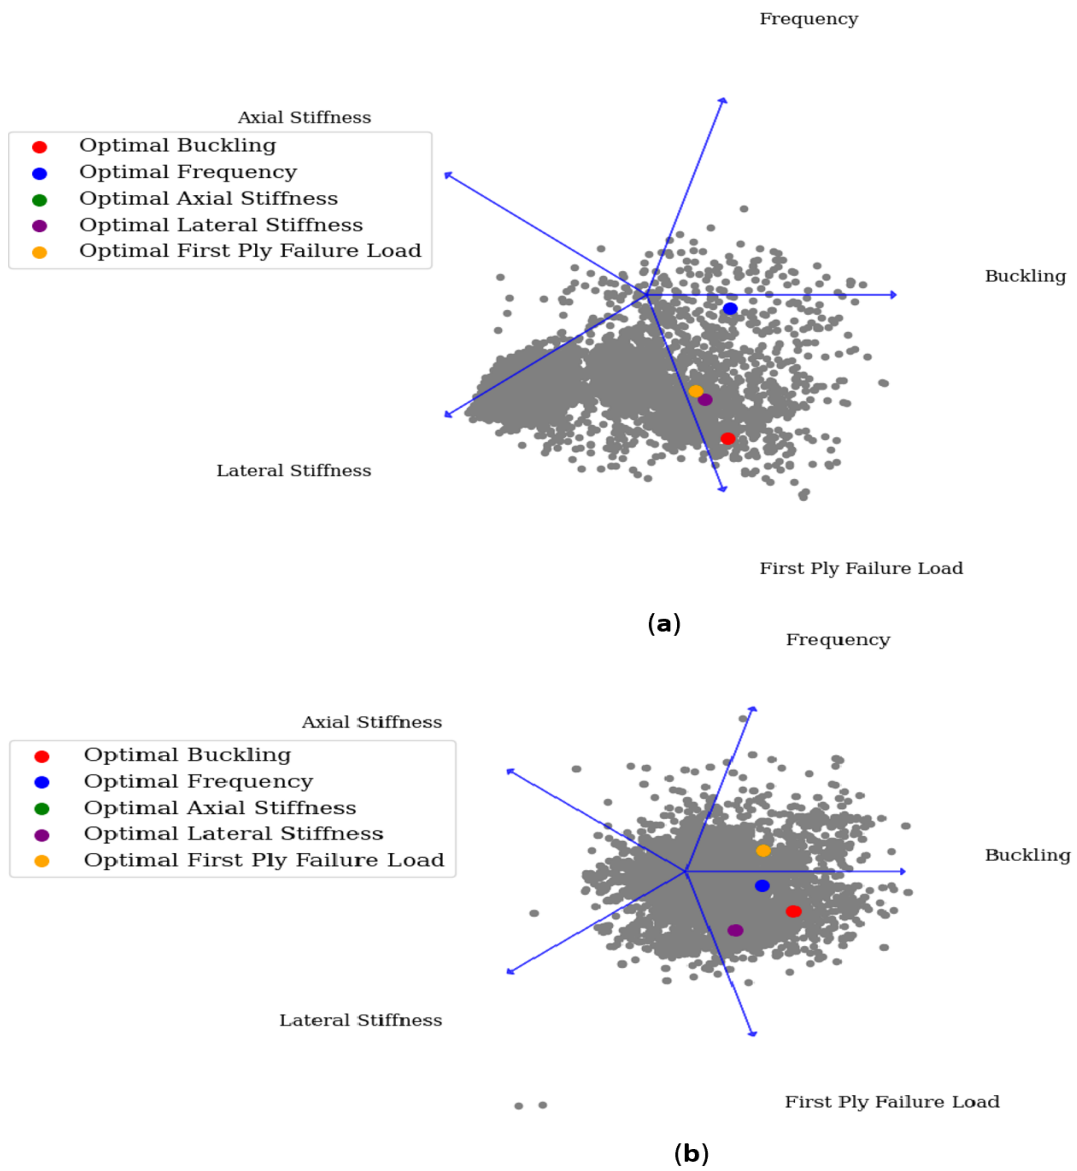 Frequency
Axial Stiffness
Optimal Buckling
Optimal Frequency
Optimal Axial Stiffness
Optimal Lateral Stiffness
Optimal First Ply Failure Load
Buckling
Lateral Stiffness
First Ply Failure Load
(a)
Frequency
Axial Stiffness
Optimal Buckling
Optimal Frequency
Optimal Axial Stiffness
Optimal Lateral Stiffness
Optimal First Ply Failure Load
Buckling
Lateral Stiffness
First Ply Failure Load
(b)